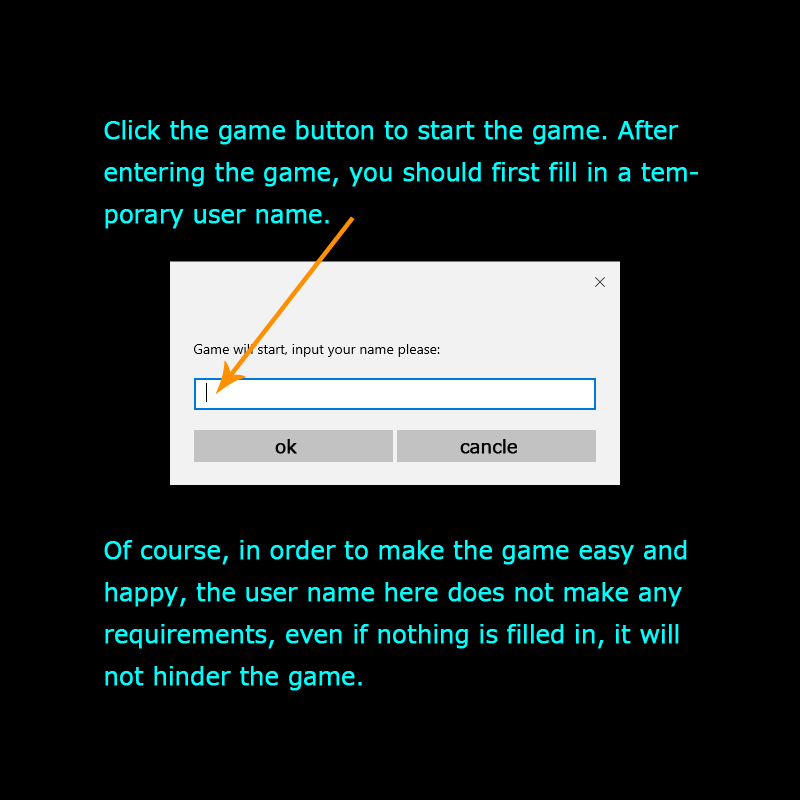 Click the game button to start the game. After
entering the game, you should first fill in a tem-
porary user name.
Game will start, input your name please:
ok cancle
Of course, in order to make the game easy and
happy, the user name here does not make any
requirements, even if nothing is filled in, it will
not hinder the game.